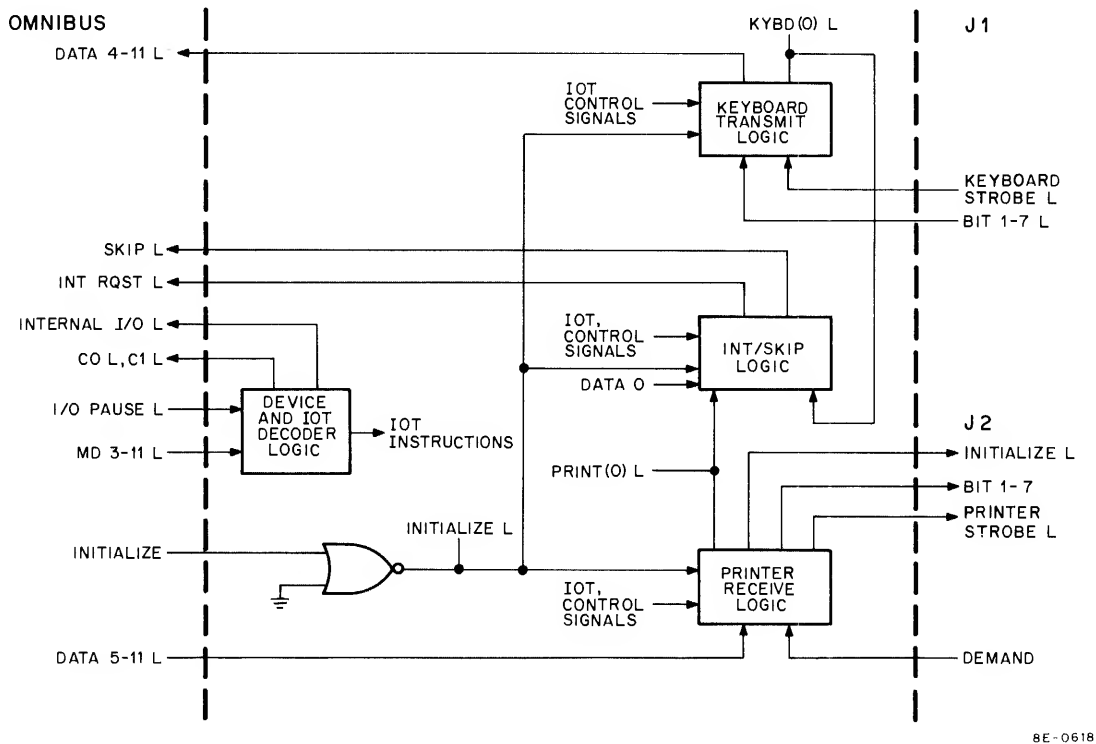 OMNIBUS
KYBD(0) L
J1
DATA 4-11 L
IOT
CONTROL
SIGNALS
KEYBOARD
TRANSMIT
LOGIC
KEYBOARD
STROBE L
BIT 1-7 L
SKIP L
INT RQST L
INTERNAL I/O L
IOT,
CONTROL
SIGNALS
INT/SKIP
LOGIC
C0 L, C1 L
DATA 0
I/O PAUSE L
DEVICE
AND IOT
DECODER
LOGIC
IOT
INSTRUCTIONS
MD 3-11 L
J2
INITIALIZE L
PRINT(0) L
BIT 1-7
PRINTER
STROBE L
INITIALIZE L
INITIALIZE
PRINTER
RECEIVE
LOGIC
IOT,
CONTROL
SIGNALS
DATA 5-11 L
DEMAND
8E-0618